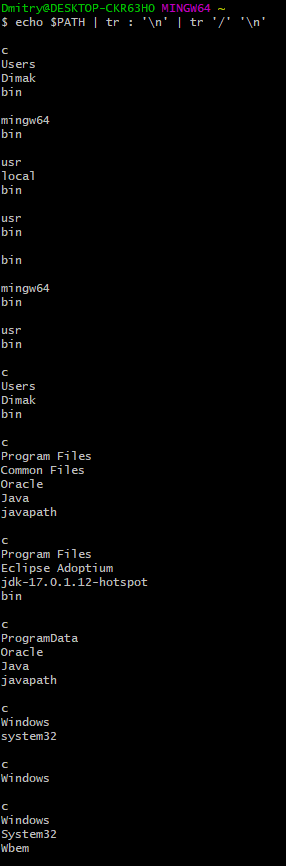 Dmitry@DESKTOP-CKR63HO MINGW64 ~
$ echo $PATH | tr : '\n' | tr '/' '\n'
c
Users
Dimak
bin
mingw64
bin
usr
local
bin
usr
bin
bin
mingw64
bin
usr
bin
c
Users
Dimak
bin
c
Program Files
Common Files
Oracle
Java
javapath
c
Program Files
Eclipse Adoptium
jdk-17.0.1.12-hotspot
bin
c
ProgramData
Oracle
Java
javapath
c
Windows
system32
c
Windows
c
Windows
System32
Wbem